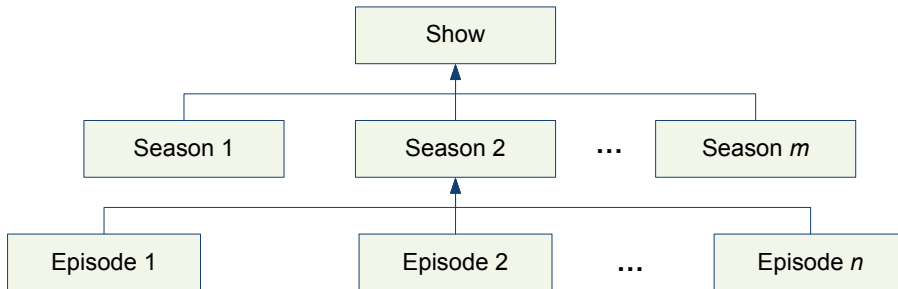 Show
Season 1
Season 2
...
Season m
Episode 1
Episode 2
...
Episode n